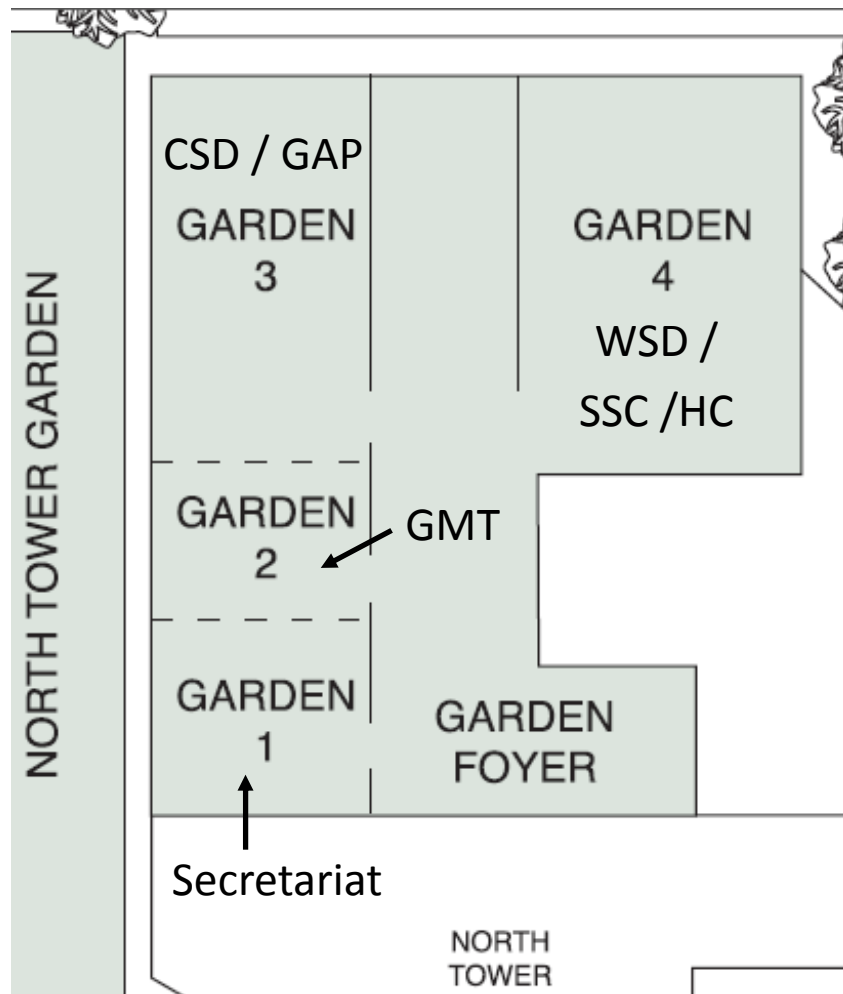 CSD / GAP
GARDEN
3
GARDEN
4
WSD /
SSC /HC
NORTH TOWER GARDEN
GARDEN
2
GMT
GARDEN
1
GARDEN
FOYER
Secretariat
NORTH
TOWER